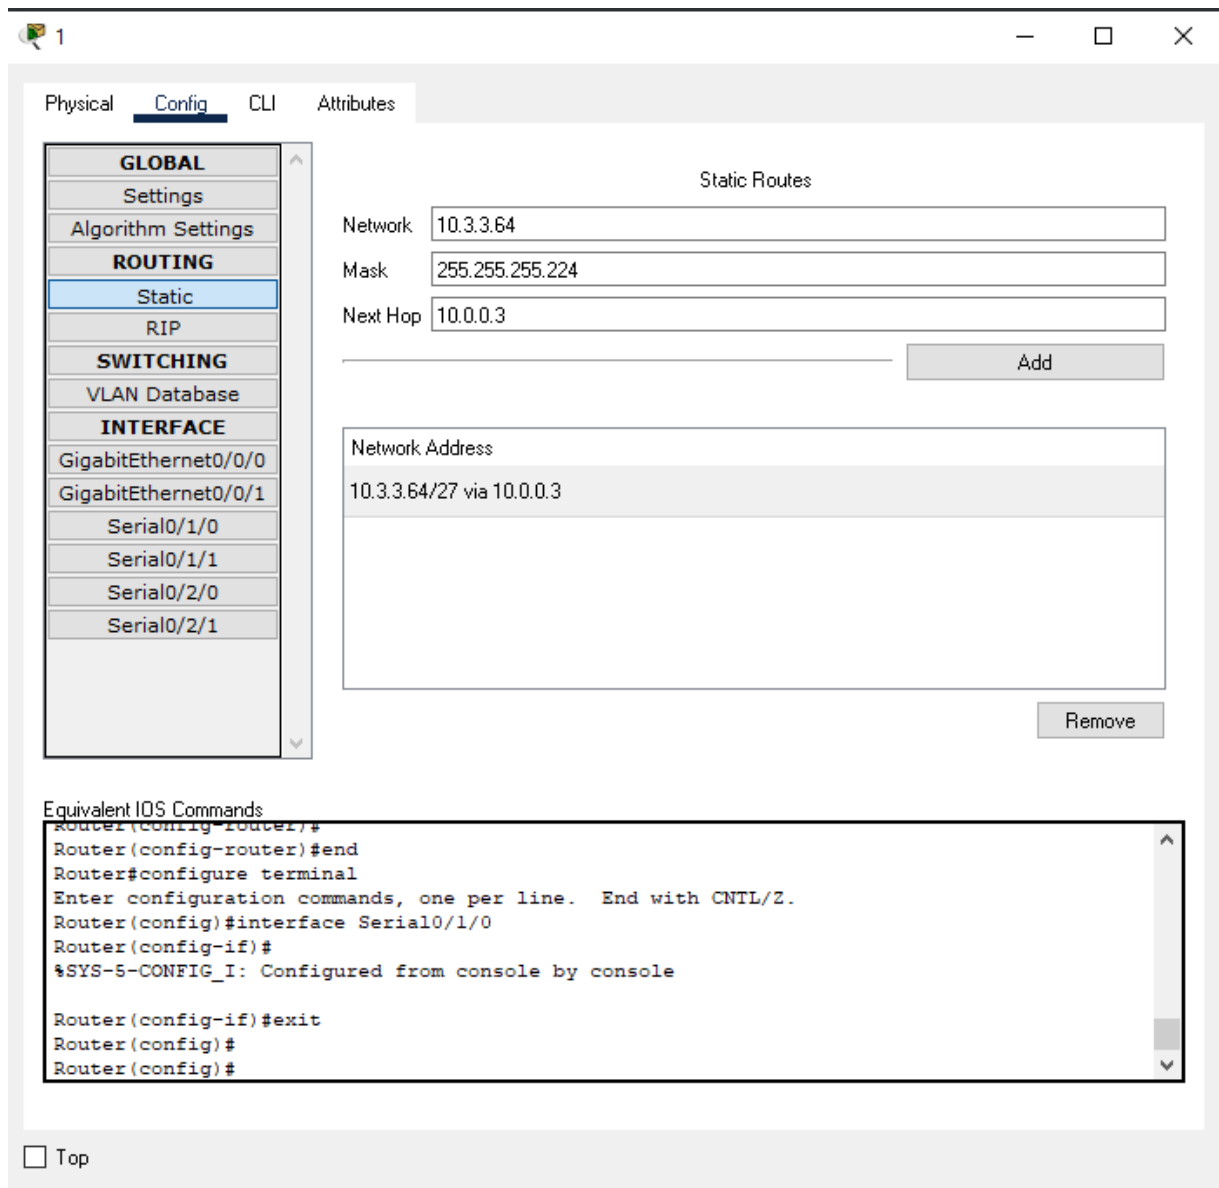 1
Physical Config CLI Attributes
GLOBAL
Settings
Algorithm Settings
ROUTING
Static
RIP
SWITCHING
VLAN Database
INTERFACE
GigabitEthernet0/0/0
GigabitEthernet0/0/1
Serial0/1/0
Serial0/1/1
Serial0/2/0
Serial0/2/1
Static Routes
Network 10.3.3.64
Mask 255.255.255.224
Next Hop 10.0.0.3
Add
Network Address
10.3.3.64/27 via 10.0.0.3
Remove
Equivalent IOS Commands
Router(config-router)#
Router(config-router)#end
Router#configure terminal
Enter configuration commands, one per line.  End with CNTL/Z.
Router(config)#interface Serial0/1/0
Router(config-if)#
%SYS-5-CONFIG_I: Configured from console by console
Router(config-if)#exit
Router(config)#
Router(config)#
Top